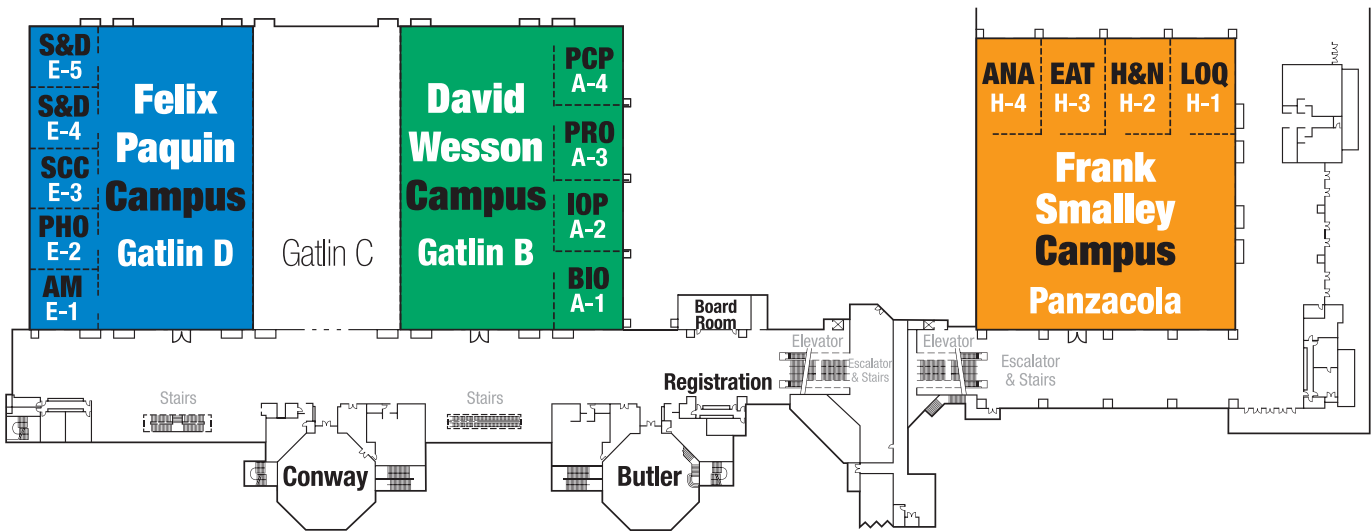 S&D
E-5
S&D
E-4
SCC
E-3
PHO
E-2
AM
E-1
Felix
Paquin
Campus
Gatlin D
Gatlin C
David
Wesson
Campus
Gatlin B
PCP
A-4
PRO
A-3
IOP
A-2
BIO
A-1
ANA
H-4
EAT
H-3
H&N
H-2
LOQ
H-1
Frank
Smalley
Campus
Panzacola
Board
Room
Elevator
Escalator
& Stairs
Elevator
Escalator
& Stairs
Registration
Stairs
Stairs
Conway
Butler